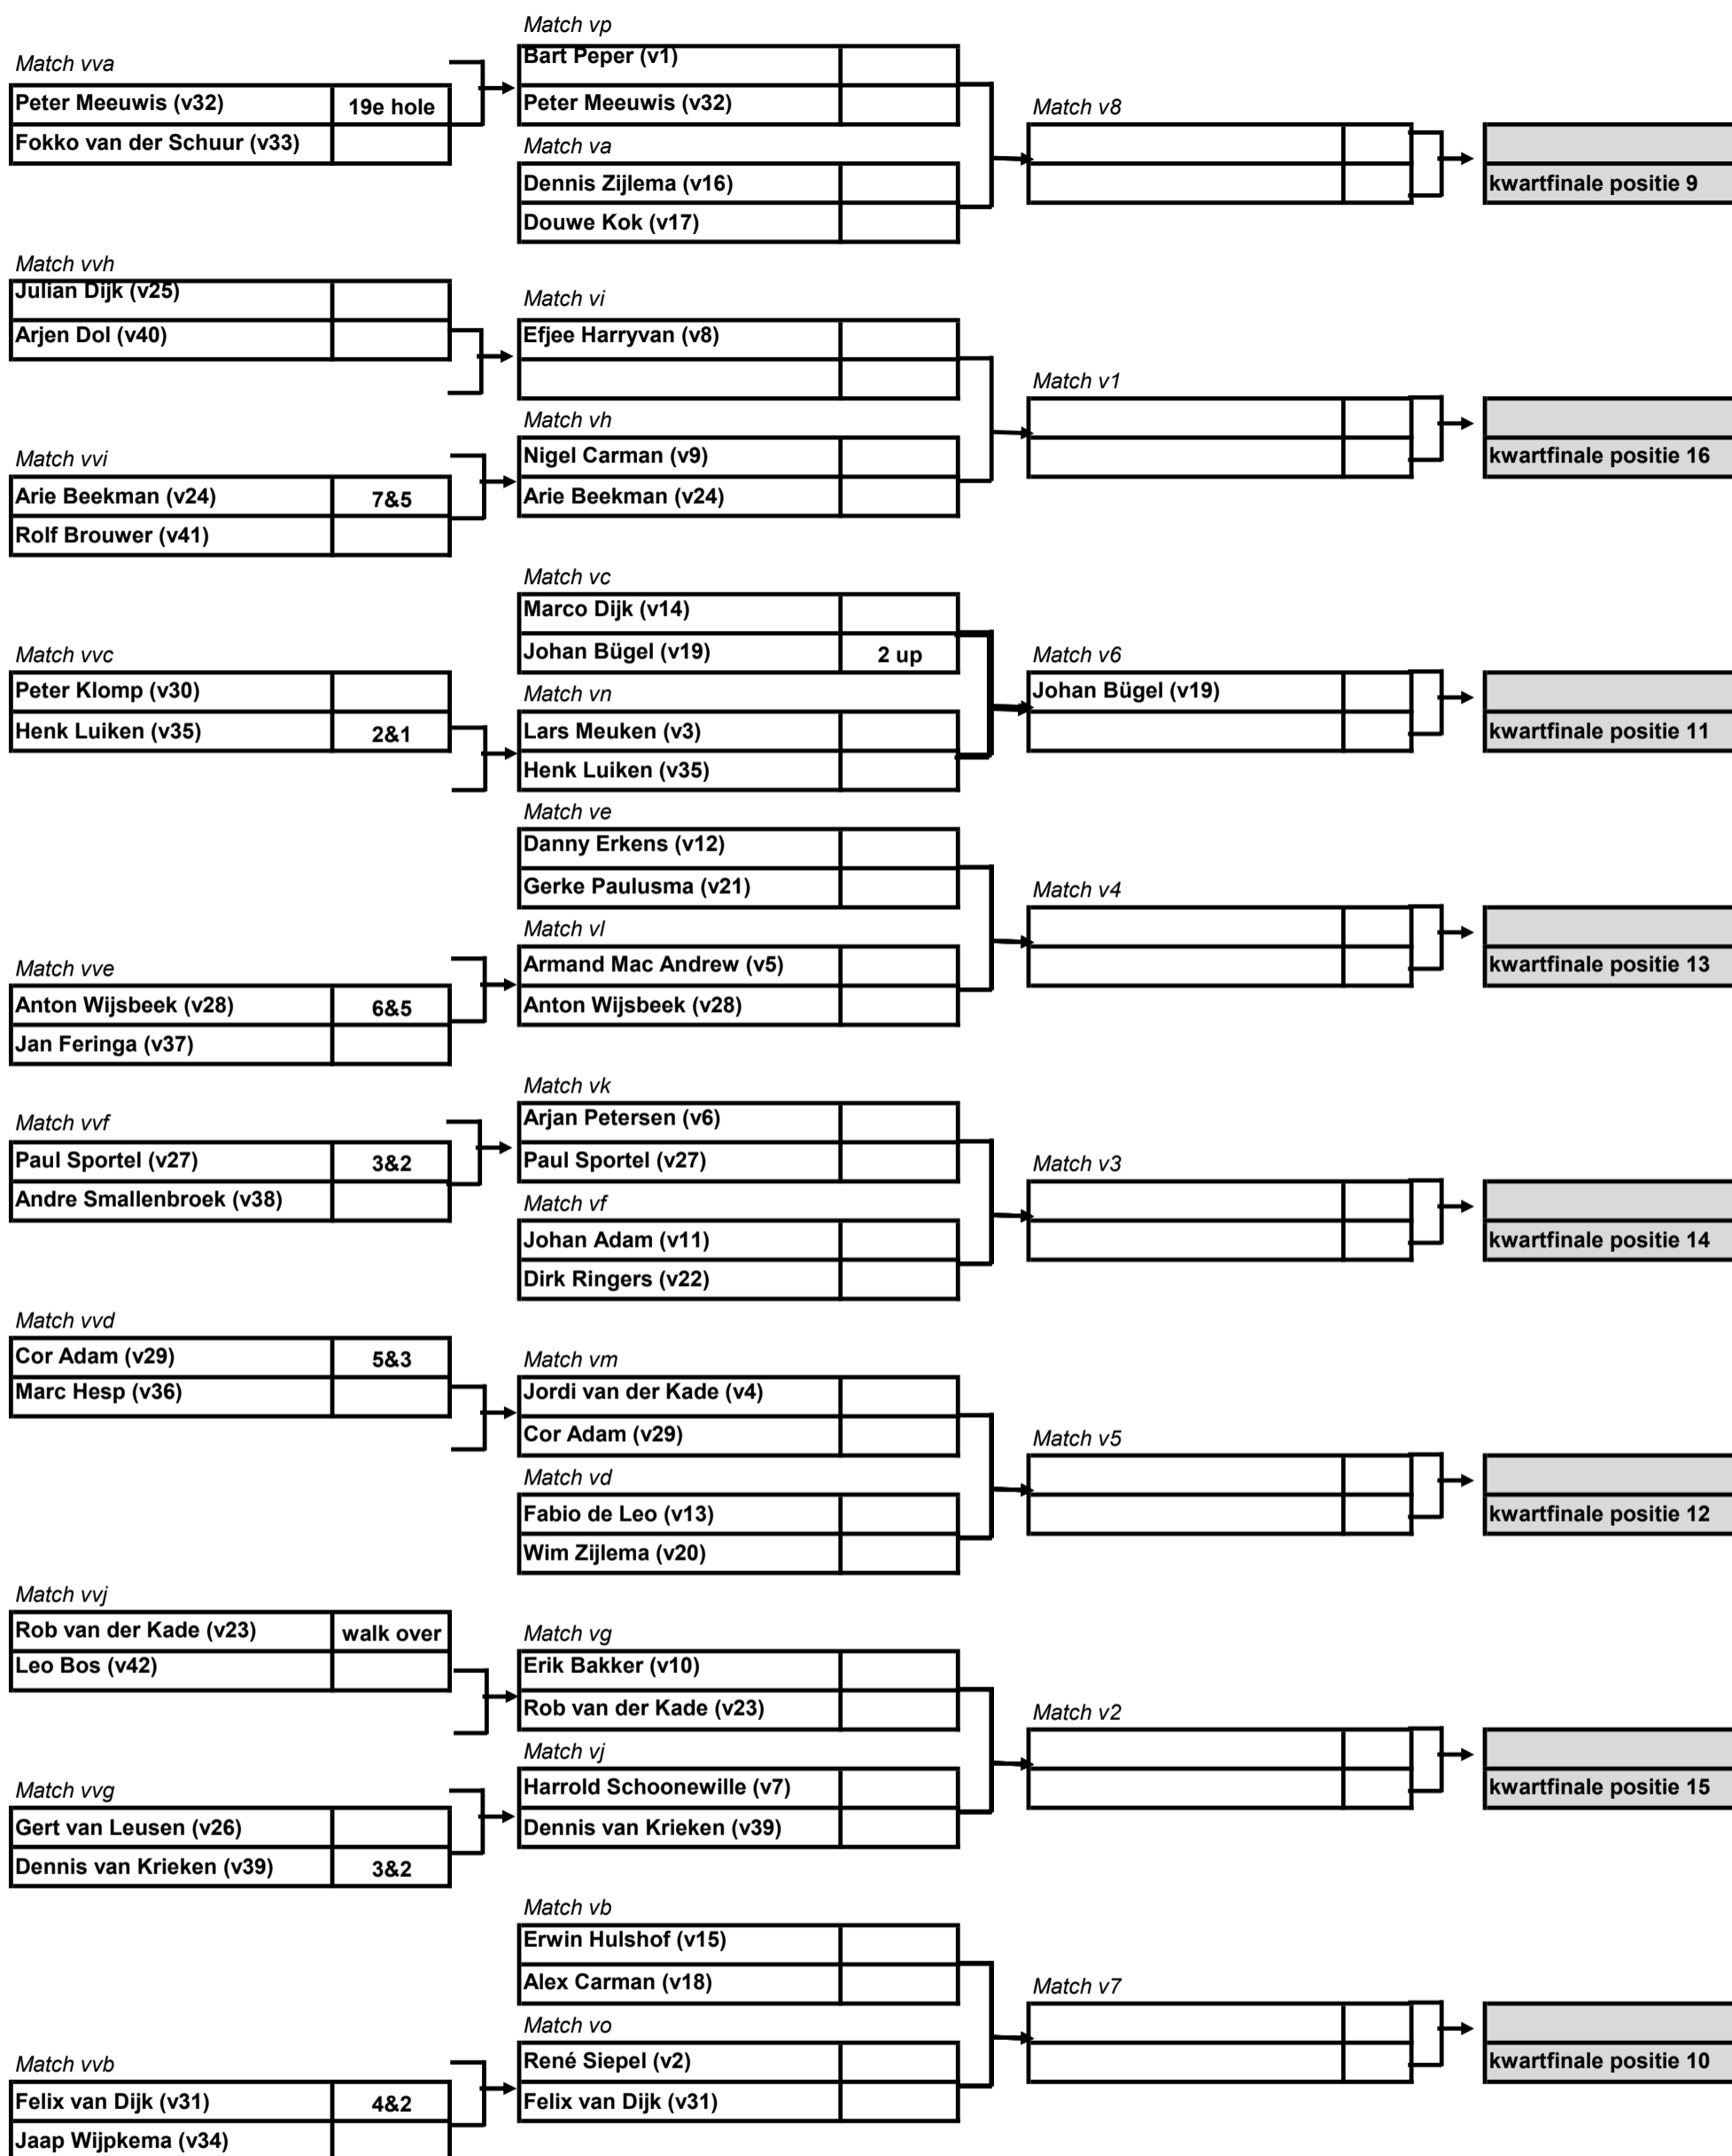 Match vp
Match vva
Bart Peper (v1)
Peter Meeuwis (v32) 19e hole
Peter Meeuwis (v32)
Match v8
Fokko van der Schuur (v33)
Match va
Dennis Zijlema (v16)
kwartfinale positie 9
Douwe Kok (v17)
Match vvh
Julian Dijk (v25)
Match vi
Arjen Dol (v40)
Efjee Harryvan (v8)
Match v1
Match vh
Match vvi
Nigel Carman (v9)
kwartfinale positie 16
Arie Beekman (v24) 7&5
Arie Beekman (v24)
Rolf Brouwer (v41)
Match vc
Marco Dijk (v14)
Match vvc
Johan Bügel (v19) 2 up
Match v6
Peter Klomp (v30)
Match vn
Johan Bügel (v19)
Henk Luiken (v35) 2&1
Lars Meuken (v3)
kwartfinale positie 11
Henk Luiken (v35)
Match ve
Danny Erkens (v12)
Gerke Paulusma (v21)
Match v4
Match vl
Match vve
Armand Mac Andrew (v5)
kwartfinale positie 13
Anton Wijsbeek (v28) 6&5
Anton Wijsbeek (v28)
Jan Feringa (v37)
Match vk
Match vvf
Arjan Petersen (v6)
Paul Sportel (v27) 3&2
Paul Sportel (v27)
Match v3
Andre Smallenbroek (v38)
Match vf
Johan Adam (v11)
kwartfinale positie 14
Dirk Ringers (v22)
Match vvd
Cor Adam (v29) 5&3
Match vm
Marc Hesp (v36)
Jordi van der Kade (v4)
Cor Adam (v29)
Match v5
Match vd
Fabio de Leo (v13)
kwartfinale positie 12
Wim Zijlema (v20)
Match vvj
Rob van der Kade (v23) walk over
Match vg
Leo Bos (v42)
Erik Bakker (v10)
Rob van der Kade (v23)
Match v2
Match vj
Match vvg
Harrold Schoonewille (v7)
kwartfinale positie 15
Gert van Leusen (v26)
Dennis van Krieken (v39)
Dennis van Krieken (v39) 3&2
Match vb
Erwin Hulshof (v15)
Alex Carman (v18)
Match v7
Match vo
Match vvb
René Siepel (v2)
kwartfinale positie 10
Felix van Dijk (v31) 4&2
Felix van Dijk (v31)
Jaap Wijpkema (v34)